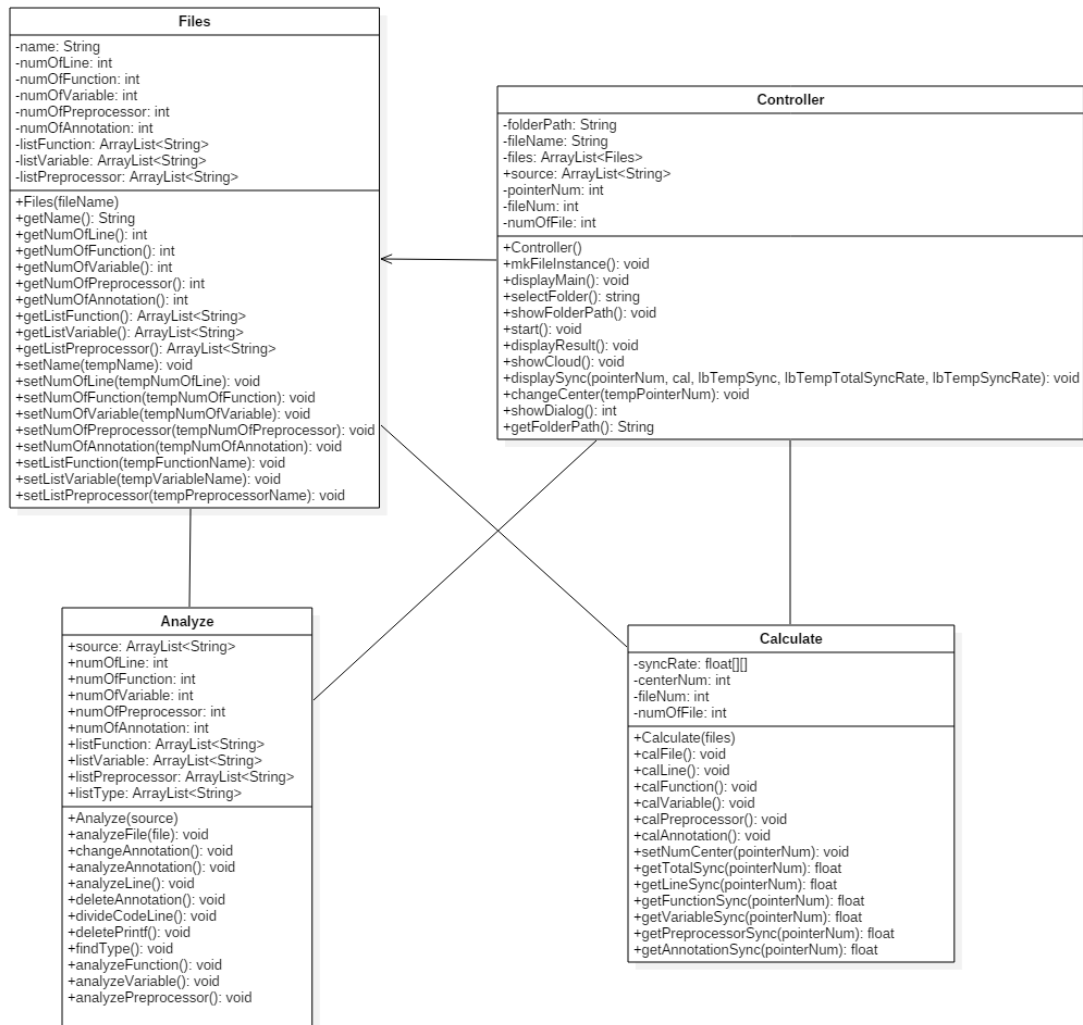 Files
-name: String
-numOfLine: int
-numOfFunction: int
-numOfVariable: int
-numOfPreprocessor: int
-numOfAnnotation: int
-listFunction: ArrayList<String>
-listVariable: ArrayList<String>
-listPreprocessor: ArrayList<String>
+Files(fileName)
+getName(): String
+getNumOfLine(): int
+getNumOfFunction(): int
+getNumOfVariable(): int
+getNumOfPreprocessor(): int
+getNumOfAnnotation(): int
+getListFunction(): ArrayList<String>
+getListVariable(): ArrayList<String>
+getListPreprocessor(): ArrayList<String>
+setName(tempName): void
+setNumOfLine(tempNumOfLine): void
+setNumOfFunction(tempNumOfFunction): void
+setNumOfVariable(tempNumOfVariable): void
+setNumOfPreprocessor(tempNumOfPreprocessor): void
+setNumOfAnnotation(tempNumOfAnnotation): void
+setListFunction(tempFunctionName): void
+setListVariable(tempVariableName): void
+setListPreprocessor(tempPreprocessorName): void
Controller
-folderPath: String
-fileName: String
-files: ArrayList<Files>
+source: ArrayList<String>
-pointerNum: int
-fileNum: int
-numOfFile: int
+Controller()
+mkFileInstance(): void
+displayMain(): void
+selectFolder(): string
+showFolderPath(): void
+start(): void
+displayResult(): void
+showCloud(): void
+displaySync(pointerNum, cal, lbTempSync, lbTempTotalSyncRate, lbTempSyncRate): void
+changeCenter(tempPointerNum): void
+showDialog(): int
+getFolderPath(): String
Analyze
+source: ArrayList<String>
+numOfLine: int
+numOfFunction: int
+numOfVariable: int
+numOfPreprocessor: int
+numOfAnnotation: int
+listFunction: ArrayList<String>
+listVariable: ArrayList<String>
+listPreprocessor: ArrayList<String>
+listType: ArrayList<String>
+Analyze(source)
+analyzeFile(file): void
+changeAnnotation(): void
+analyzeAnnotation(): void
+analyzeLine(): void
+deleteAnnotation(): void
+divideCodeLine(): void
+deletePrintf(): void
+findType(): void
+analyzeFunction(): void
+analyzeVariable(): void
+analyzePreprocessor(): void
Calculate
-syncRate: float[][]
-centerNum: int
-fileNum: int
-numOfFile: int
+Calculate(files)
+calFile(): void
+calLine(): void
+calFunction(): void
+calVariable(): void
+calPreprocessor(): void
+calAnnotation(): void
+setNumCenter(pointerNum): void
+getTotalSync(pointerNum): float
+getLineSync(pointerNum): float
+getFunctionSync(pointerNum): float
+getVariableSync(pointerNum): float
+getPreprocessorSync(pointerNum): float
+getAnnotationSync(pointerNum): float